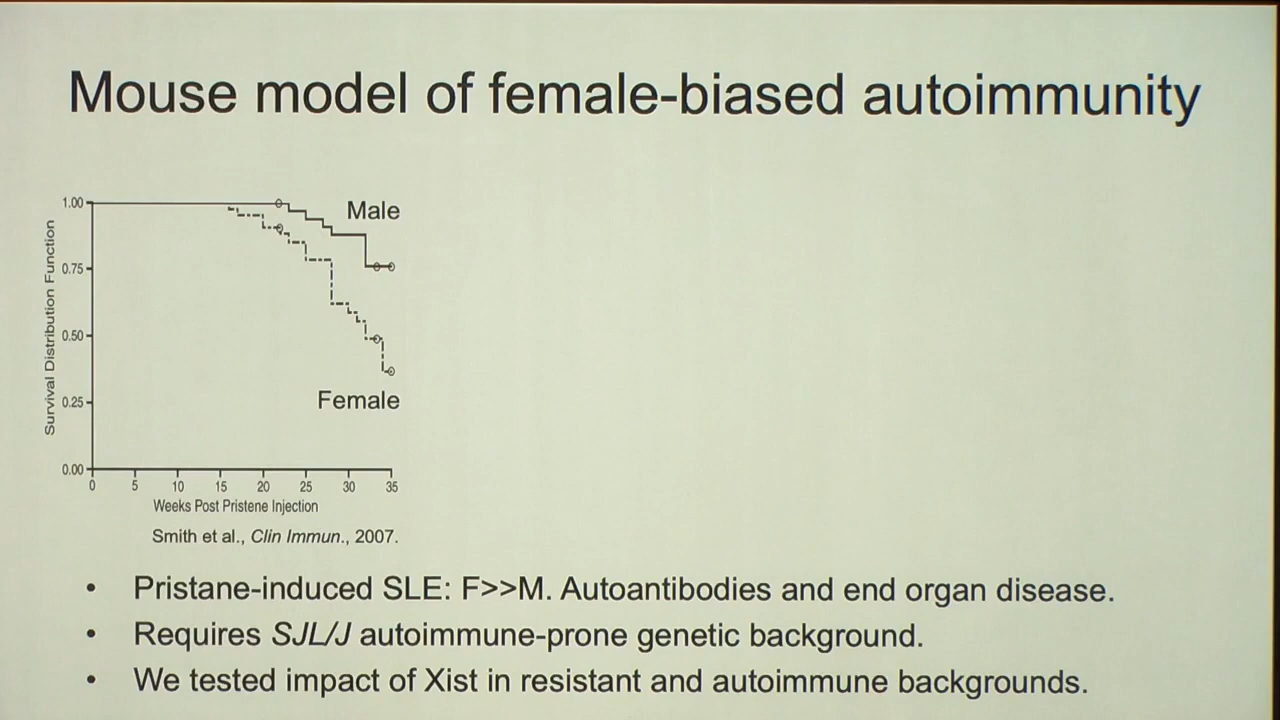 Mouse model of female-biased autoimmunity
Survival Distribution Function
1.00
0.75
0.50
0.25
0.00
Male
Female
0 5 10 15 20 25 30 35
Weeks Post Pristene Injection
Smith et al., Clin Immun., 2007.
• Pristane-induced SLE: F>>M. Autoantibodies and end organ disease.
• Requires SJL/J autoimmune-prone genetic background.
• We tested impact of Xist in resistant and autoimmune backgrounds.